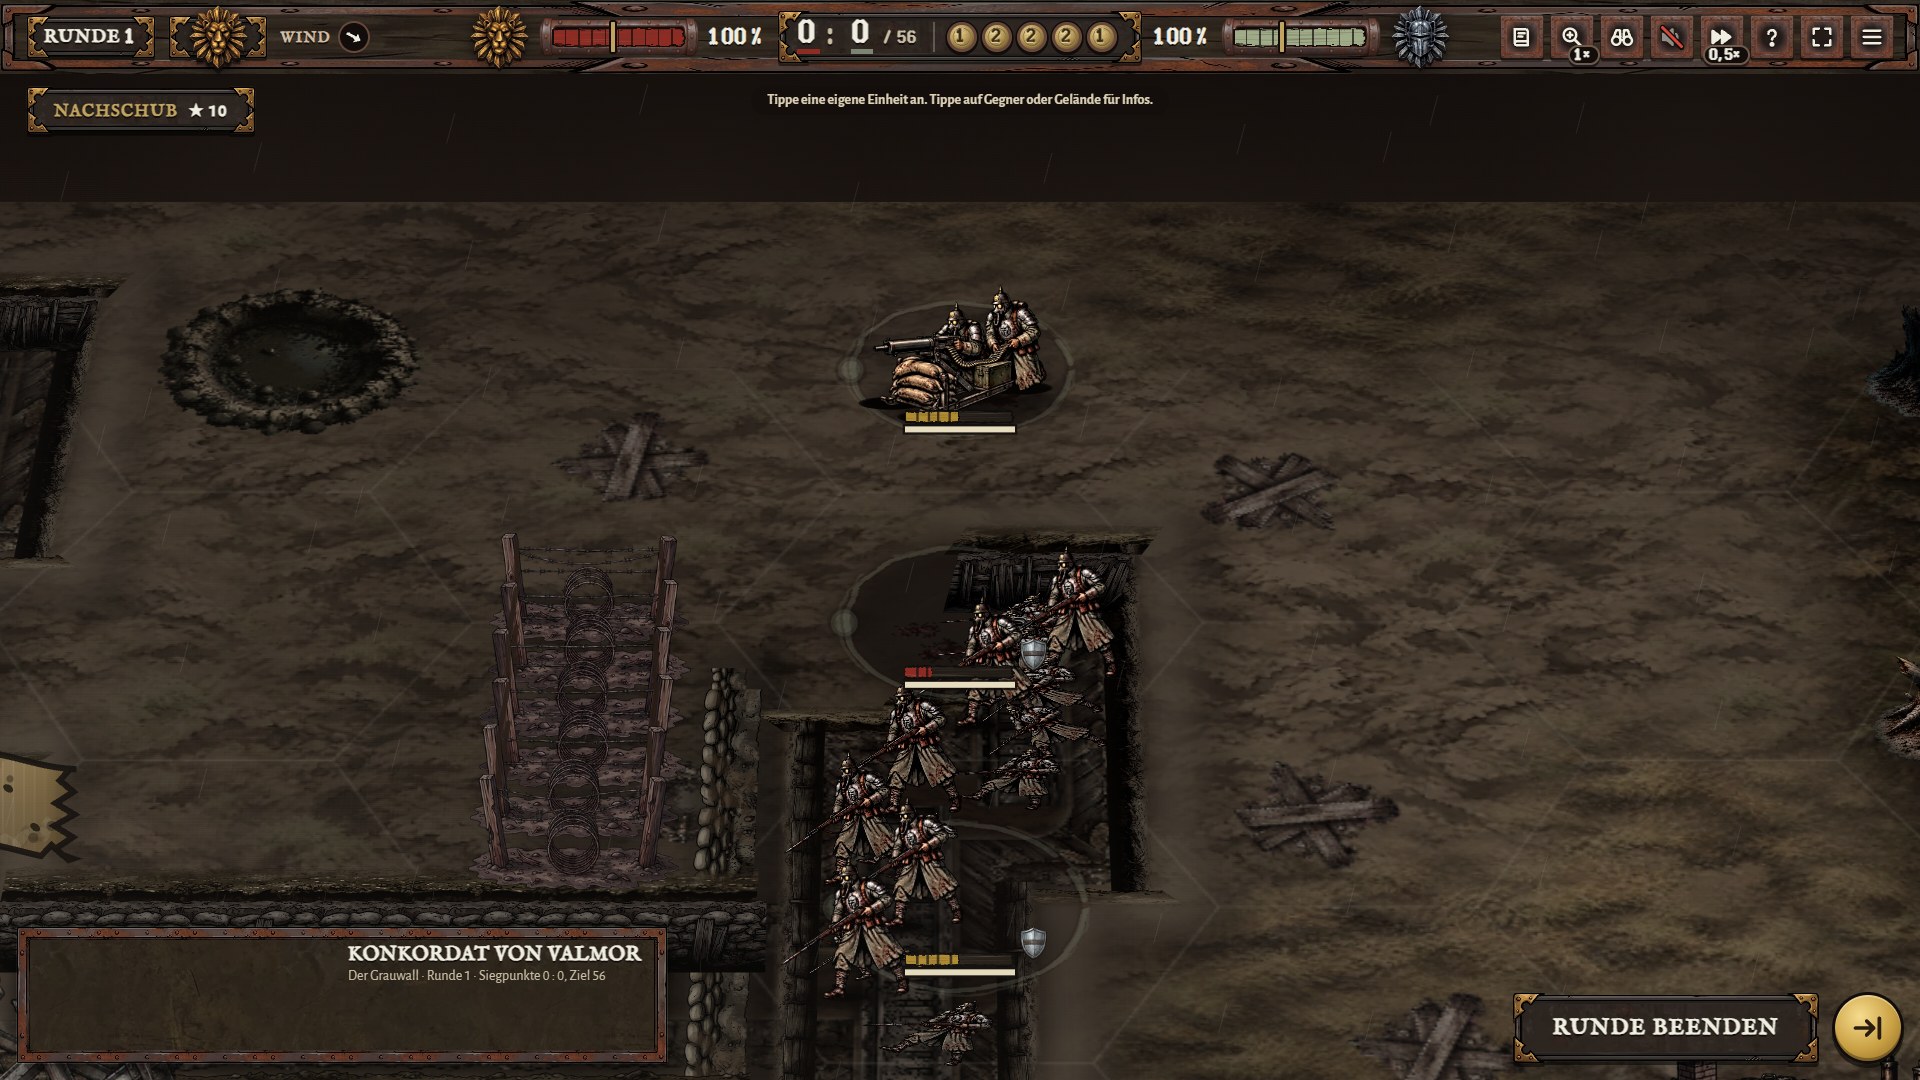 RUNDE 1
WIND
100 %
0 : 0 / 56
1 2 2 2 1
100 %
1×
0,5×
?
NACHSCHUB ★ 10
Tippe eine eigene Einheit an. Tippe auf Gegner oder Gelände für Infos.
KONKORDAT VON VALMOR
Der Grauwall · Runde 1 · Siegpunkte 0 : 0, Ziel 56
RUNDE BEENDEN